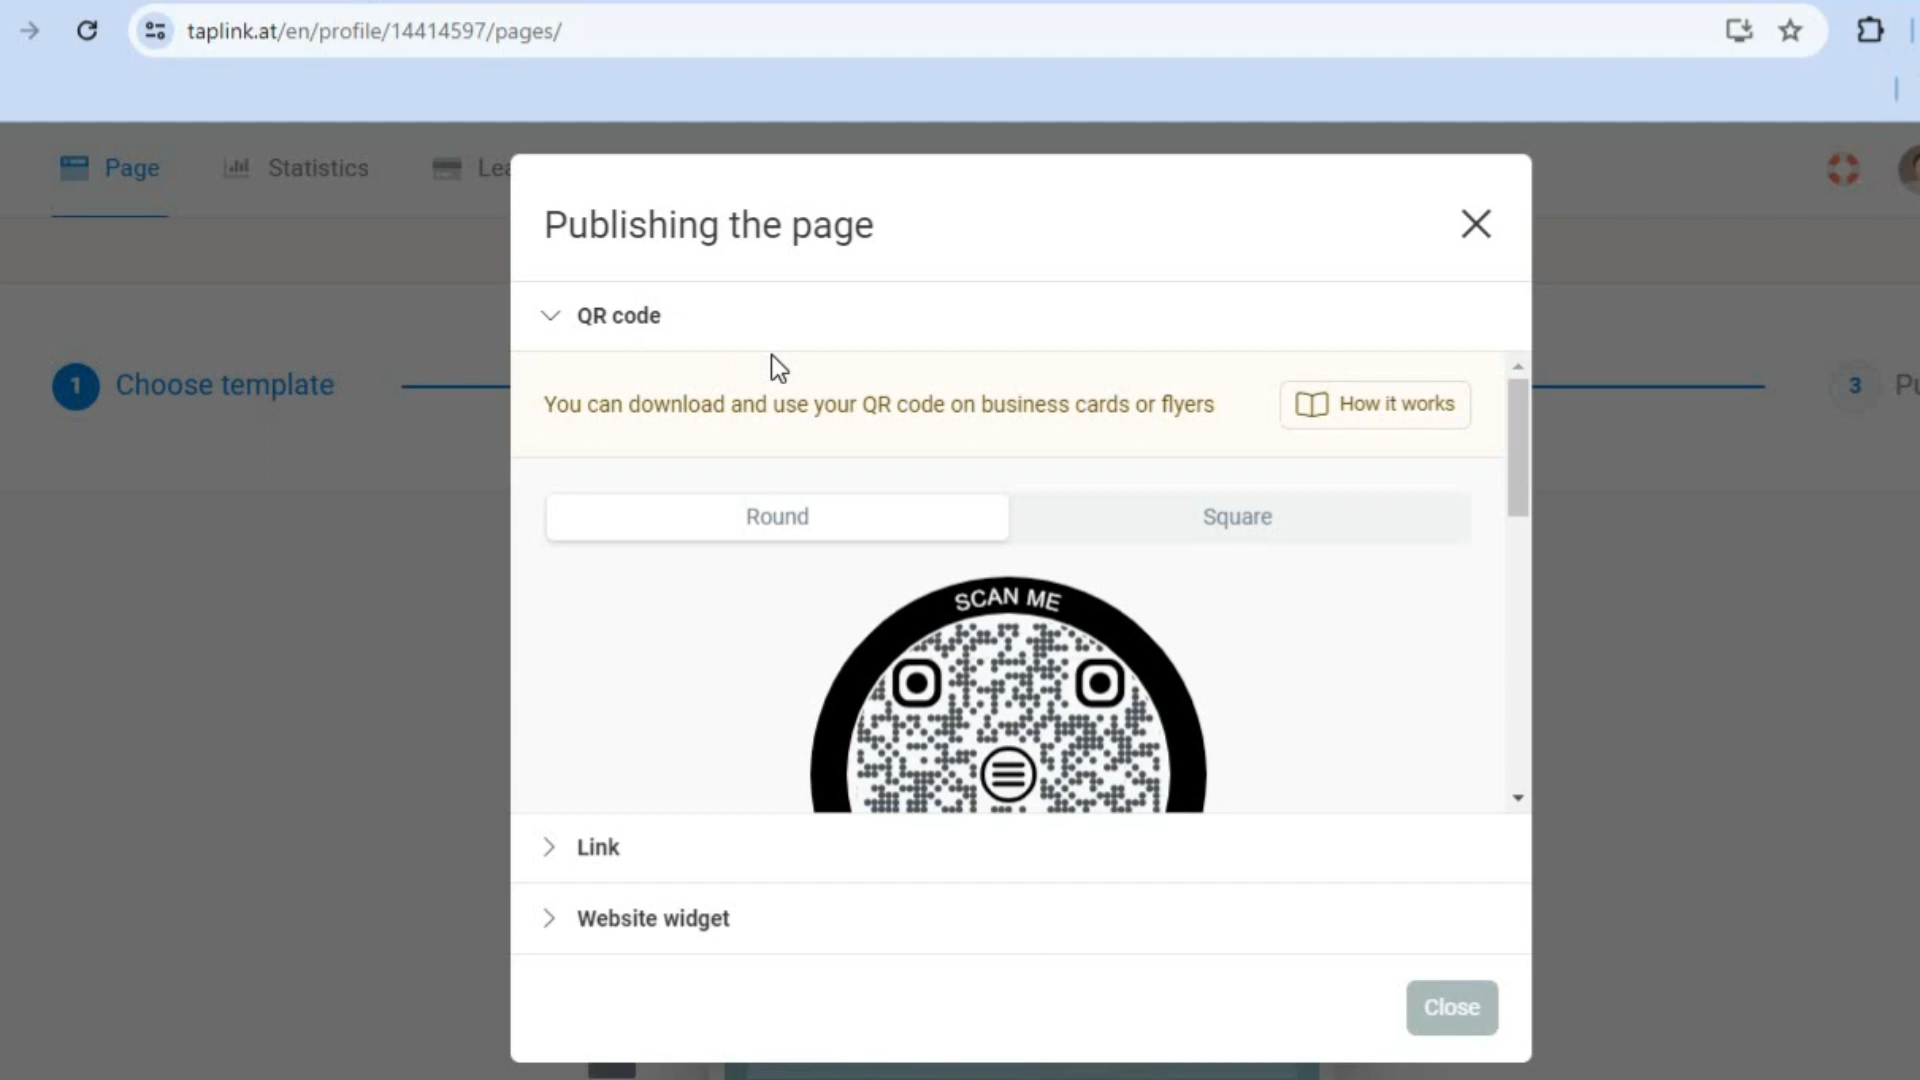 taplink.at/en/profile/14414597/pages/
Page
Statistics
Publishing the page
QR code
1
Choose template
3
You can download and use your QR code on business cards or flyers
How it works
Round
Square
SCAN ME
Link
Website widget
Close